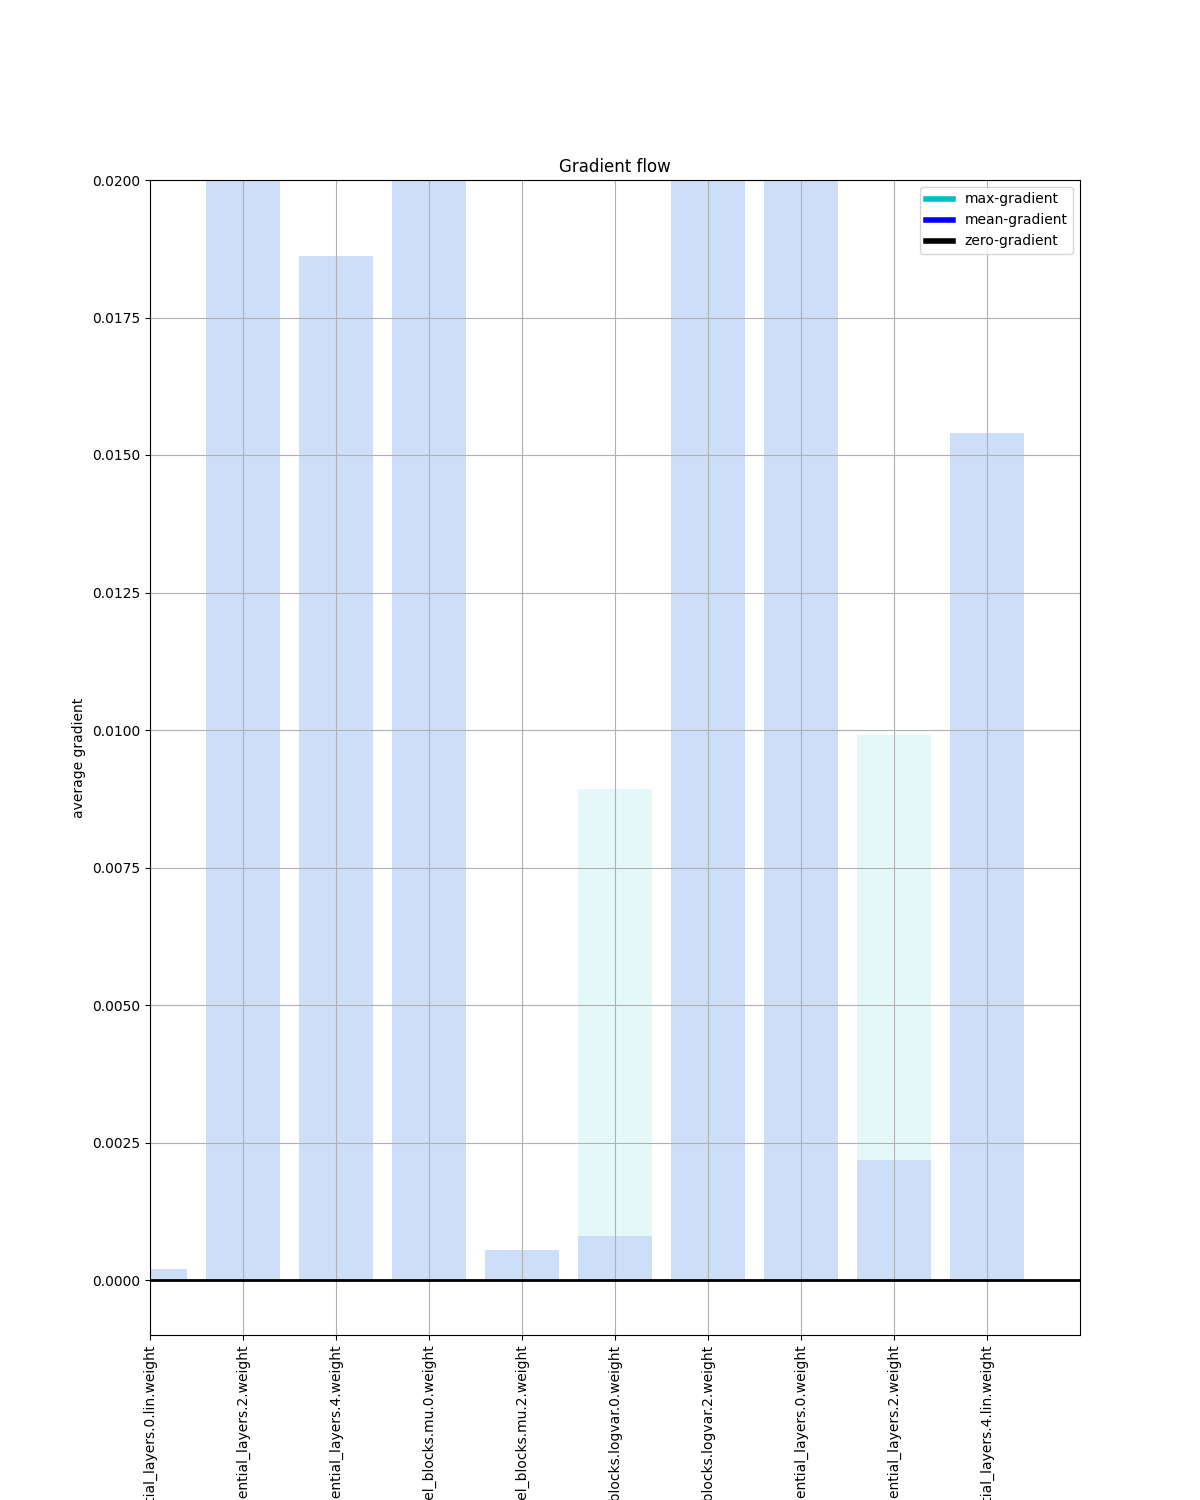 Gradient flow
max-gradient
mean-gradient
zero-gradient
average gradient
0.0200
0.0175
0.0150
0.0125
0.0100
0.0075
0.0050
0.0025
0.0000
tial_layers.0.lin.weight
ential_layers.2.weight
ential_layers.4.weight
el_blocks.mu.0.weight
el_blocks.mu.2.weight
blocks.logvar.0.weight
blocks.logvar.2.weight
ential_layers.0.weight
ential_layers.2.weight
tial_layers.4.lin.weight